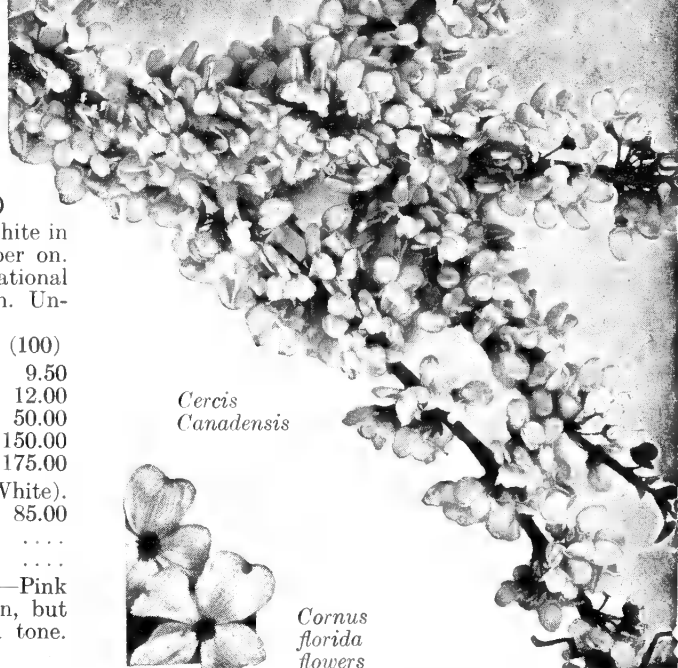 )
hite in
per on.
ational
n. Un-
(100)
9.50
12.00
50.00
150.00
175.00
White).
85.00
....
....
—Pink
n, but
tone.
Cercis
Canadensis
Cornus
florida
flowers